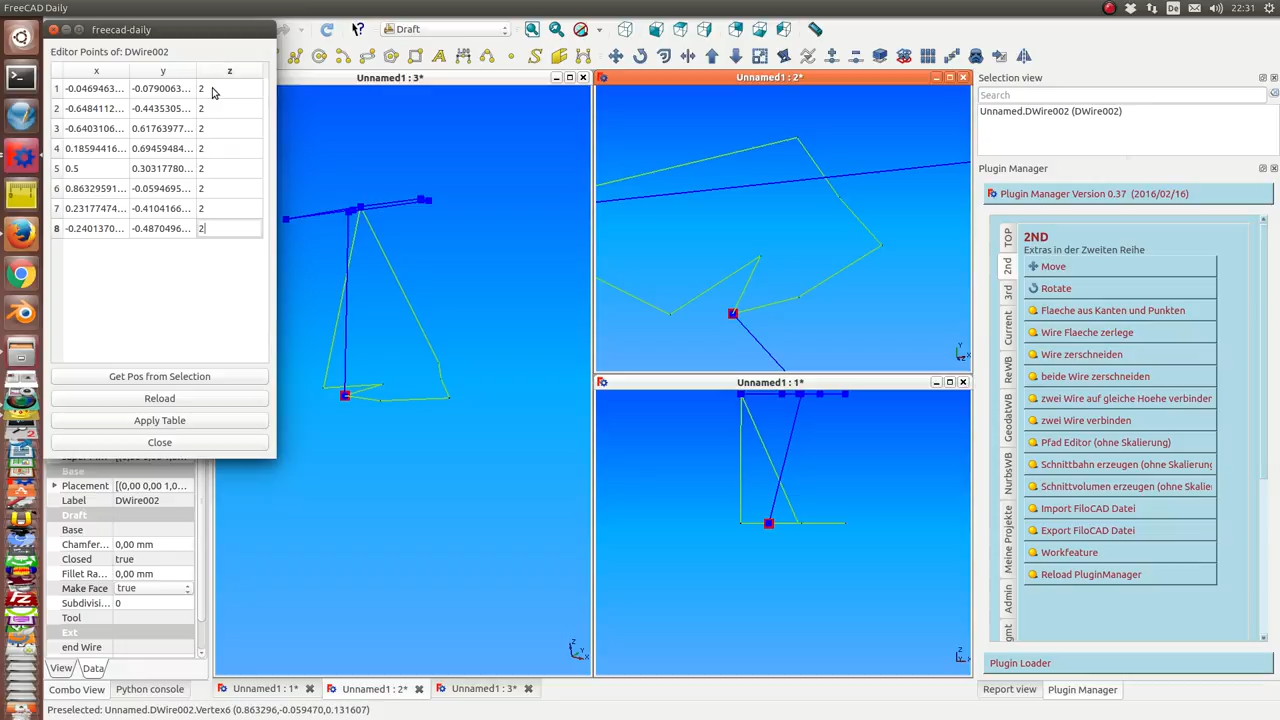 FreeCAD Daily
De
22:31
freecad-daily
Editor Points of: DWire002
x y z
1 -0.0469463... -0.0790063... 2
2 -0.6484112... -0.4435305... 2
3 -0.6403106... 0.61763977... 2
4 0.18594416... 0.69459484... 2
5 0.5 0.30317780... 2
6 0.86329591... -0.0594695... 2
7 0.23177474... -0.4104166... 2
8 -0.2401370... -0.4870496... 2
Get Pos from Selection
Reload
Apply Table
Close
Base
Placement [(0,00 0,00 1,0...
Label DWire002
Draft
Base
Chamfer... 0,00 mm
Closed true
Fillet Ra... 0,00 mm
Make Face true
Subdivisi... 0
Tool
Ext
end Wire
View Data
Combo View Python console
Draft
Unnamed1 : 3*
Unnamed1 : 2*
Unnamed1 : 1*
Unnamed1 : 1* Unnamed1 : 2* Unnamed1 : 3*
Selection view
Search
Unnamed.DWire002 (DWire002)
Plugin Manager
Plugin Manager Version 0.37 (2016/02/16)
TOP
2nd
3rd
Current
ReWB
GeodatWB
NurbsWB
Meine Projekte
Admin
mgmt
2ND
Extras in der Zweiten Reihe
Move
Rotate
Flaeche aus Kanten und Punkten
Wire Flaeche zerlege
Wire zerschneiden
beide Wire zerschneiden
zwei Wire auf gleiche Hoehe verbinden
zwei Wire verbinden
Pfad Editor (ohne Skalierung)
Schnittbahn erzeugen (ohne Skalierung
Schnittvolumen erzeugen (ohne Skalier
Import FiloCAD Datei
Export FiloCAD Datei
Workfeature
Reload PluginManager
Plugin Loader
Report view Plugin Manager
Preselected: Unnamed.DWire002.Vertex6 (0.863296,-0.059470,0.131607)